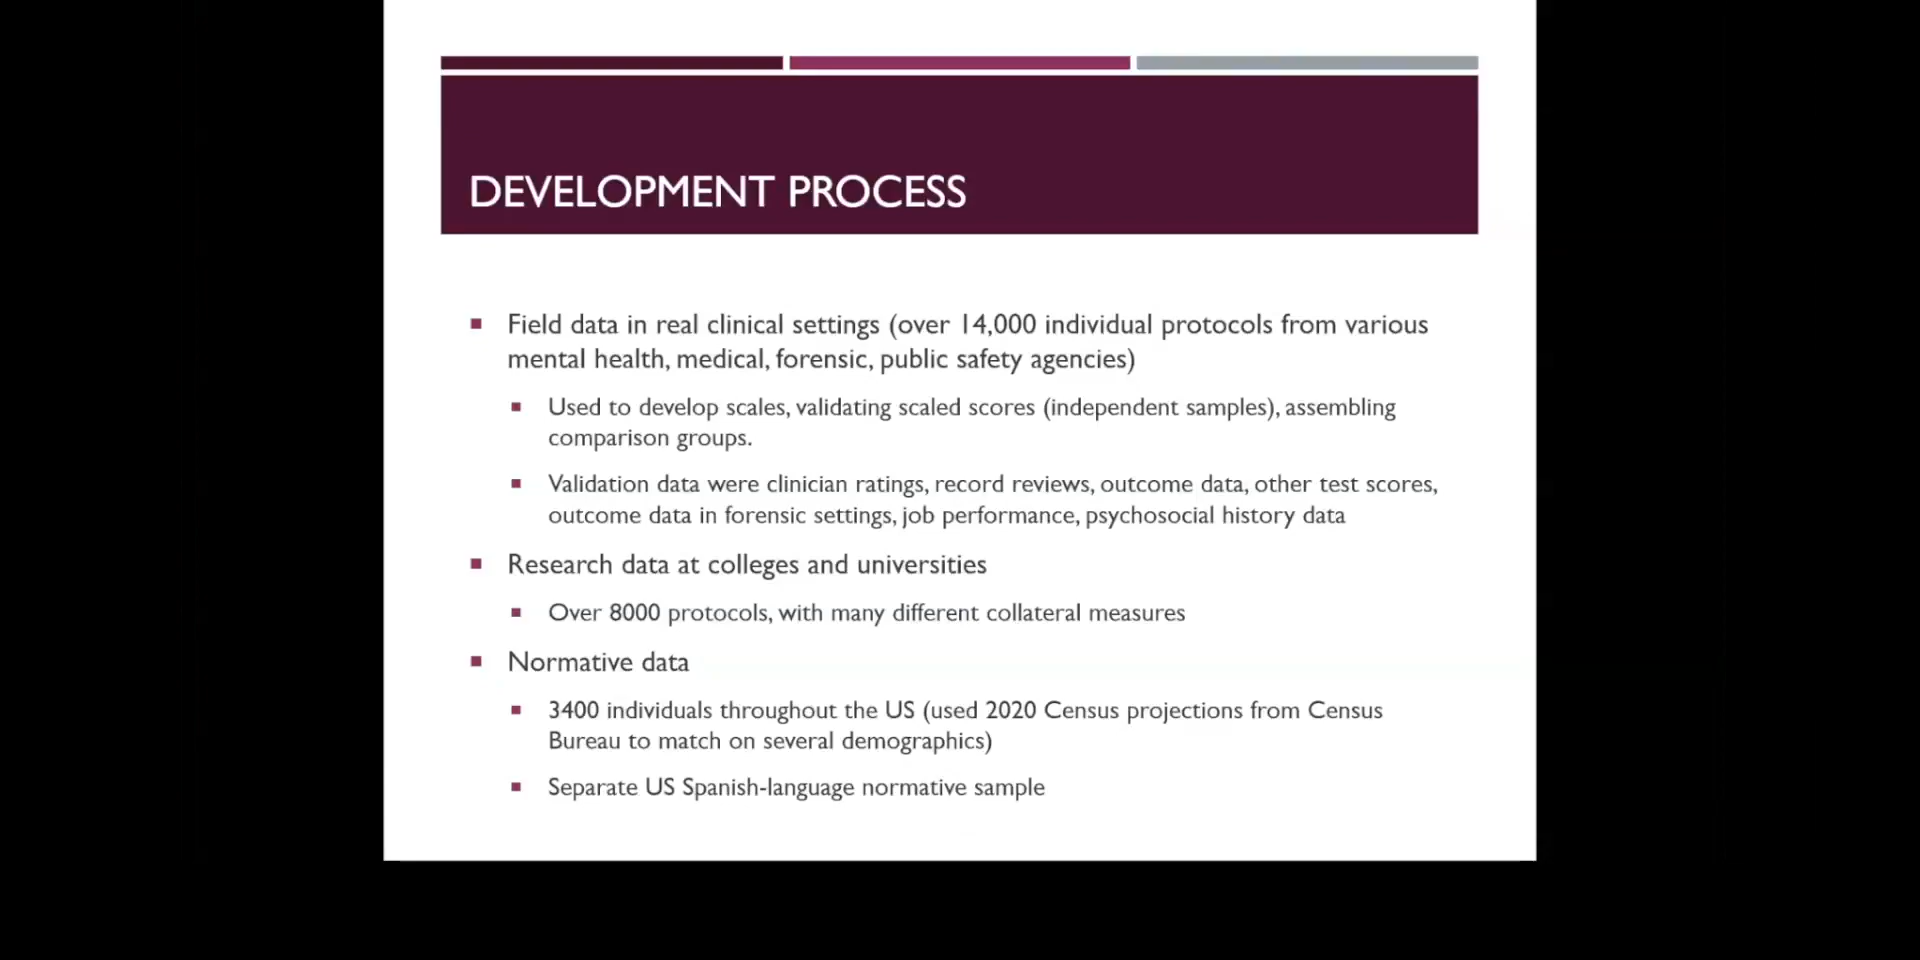 DEVELOPMENT PROCESS
Field data in real clinical settings (over 14,000 individual protocols from various
mental health, medical, forensic, public safety agencies)
Used to develop scales, validating scaled scores (independent samples), assembling
comparison groups.
Validation data were clinician ratings, record reviews, outcome data, other test scores,
outcome data in forensic settings, job performance, psychosocial history data
Research data at colleges and universities
Over 8000 protocols, with many different collateral measures
Normative data
3400 individuals throughout the US (used 2020 Census projections from Census
Bureau to match on several demographics)
Separate US Spanish-language normative sample